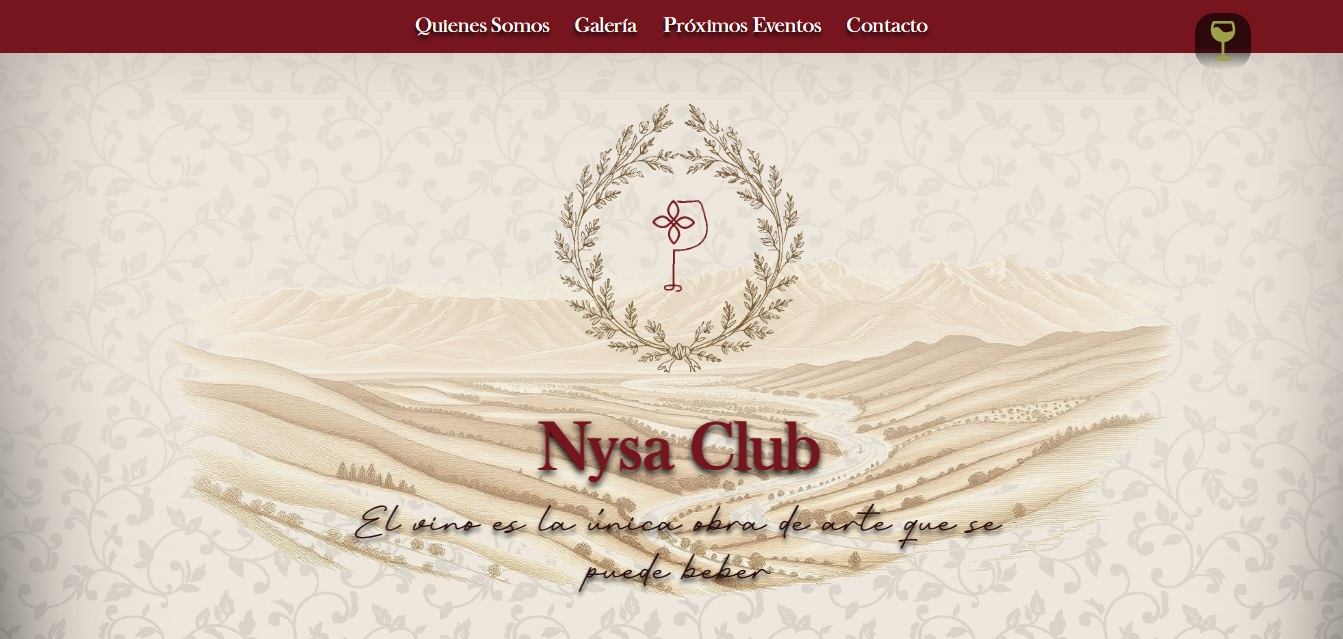 Quienes Somos Galería Próximos Eventos Contacto
Nysa Club
El vino es la única obra de arte que se
puede beber